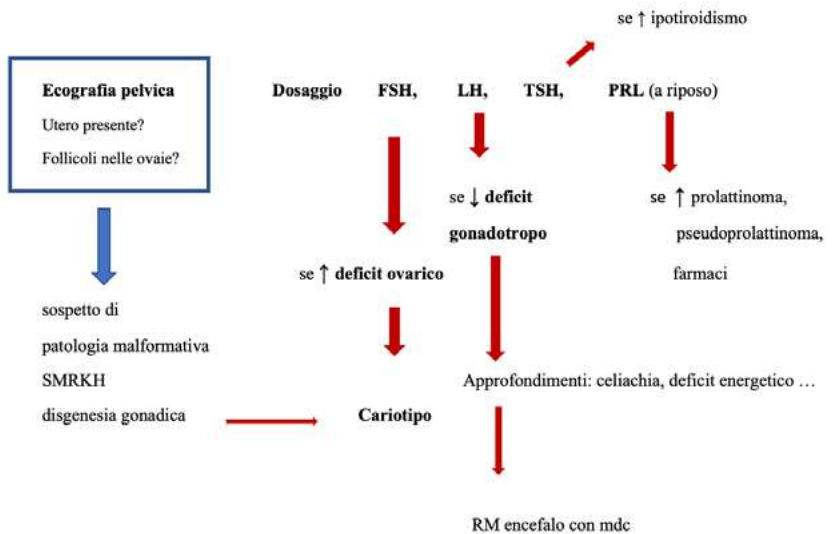 se ↑ ipotiroidismo
Ecografia pelvica
Utero presente?
Follicoli nelle ovaie?
Dosaggio FSH, LH, TSH, PRL (a riposo)
se ↓ deficit
gonadotropo
se ↑ prolattinoma,
pseudoprolattinoma,
farmaci
se ↑ deficit ovarico
sospetto di
patologia malformativa
SMRKH
disgenesia gonadica
Cariotipo
Approfondimenti: celiachia, deficit energetico …
RM encefalo con mdc